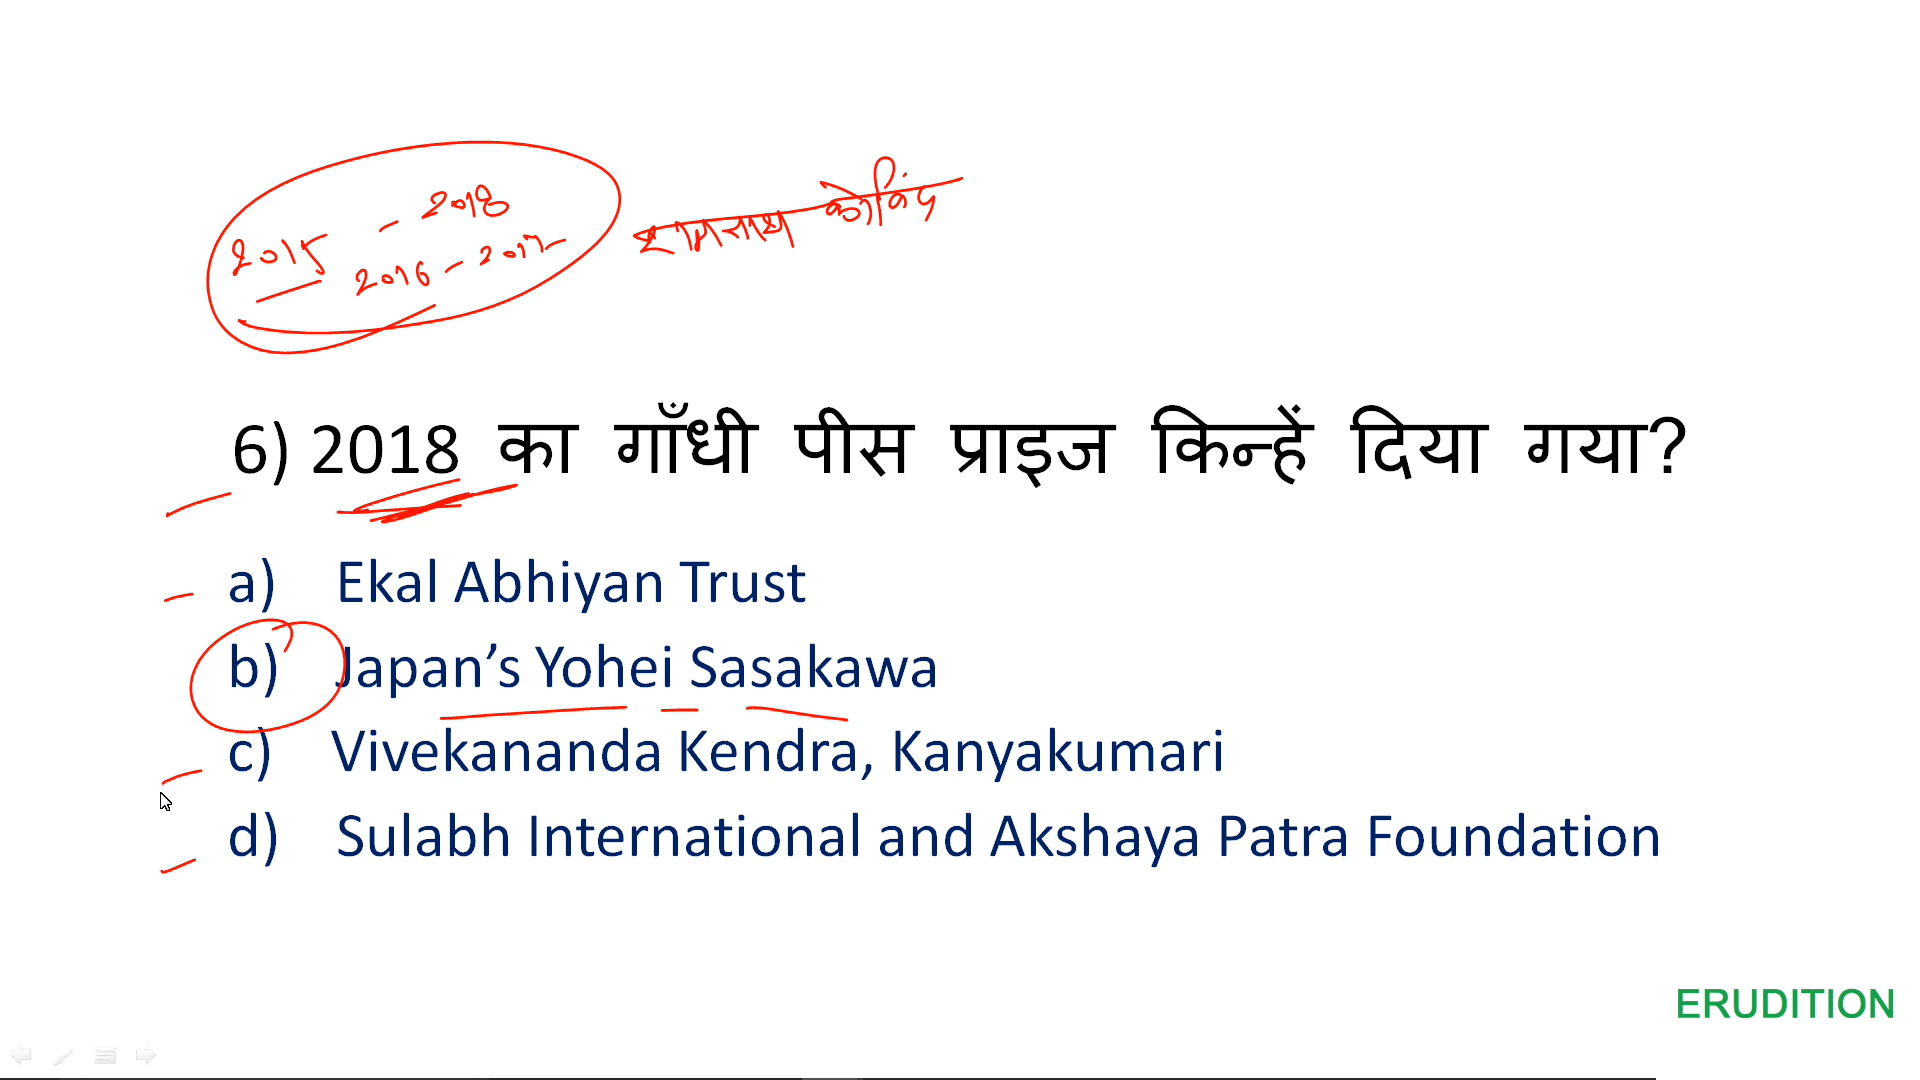 2015 - 2018
2016 - 2017
रामनाथ कोविंद
6) 2018 का गाँधी पीस प्राइज किन्हें दिया गया?
a) Ekal Abhiyan Trust
b) Japan’s Yohei Sasakawa
c) Vivekananda Kendra, Kanyakumari
d) Sulabh International and Akshaya Patra Foundation
ERUDITION